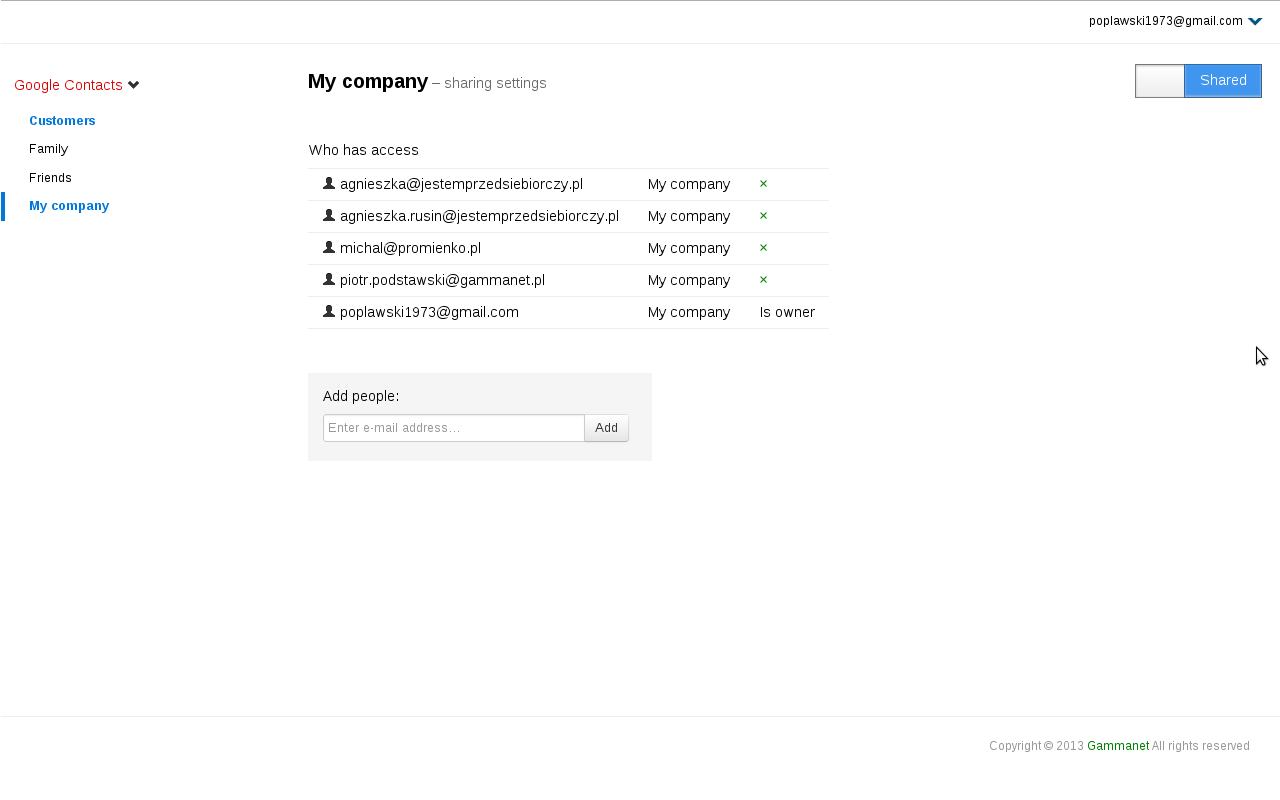 poplawski1973@gmail.com
Google Contacts
Customers
Family
Friends
My company
My company – sharing settings
Shared
Who has access
agnieszka@jestemprzedsiebiorczy.pl My company ×
agnieszka.rusin@jestemprzedsiebiorczy.pl My company ×
michal@promienko.pl My company ×
piotr.podstawski@gammanet.pl My company ×
poplawski1973@gmail.com My company Is owner
Add people:
Enter e-mail address… Add
Copyright © 2013 Gammanet All rights reserved